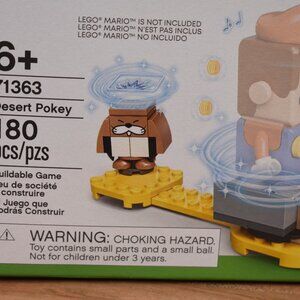 LEGO® MARIO™ IS NOT INCLUDED
LEGO® MARIO™ N'EST PAS INCLUS
LEGO® MARIO™ NO INCLUIDO
6+
71363
Desert Pokey
180
pcs/pzs
Buildable Game
Jeu de société
construire
Juego que
podrás Construir
WARNING: CHOKING HAZARD.
Toy contains small parts and a small ball.
Not for children under 3 years.